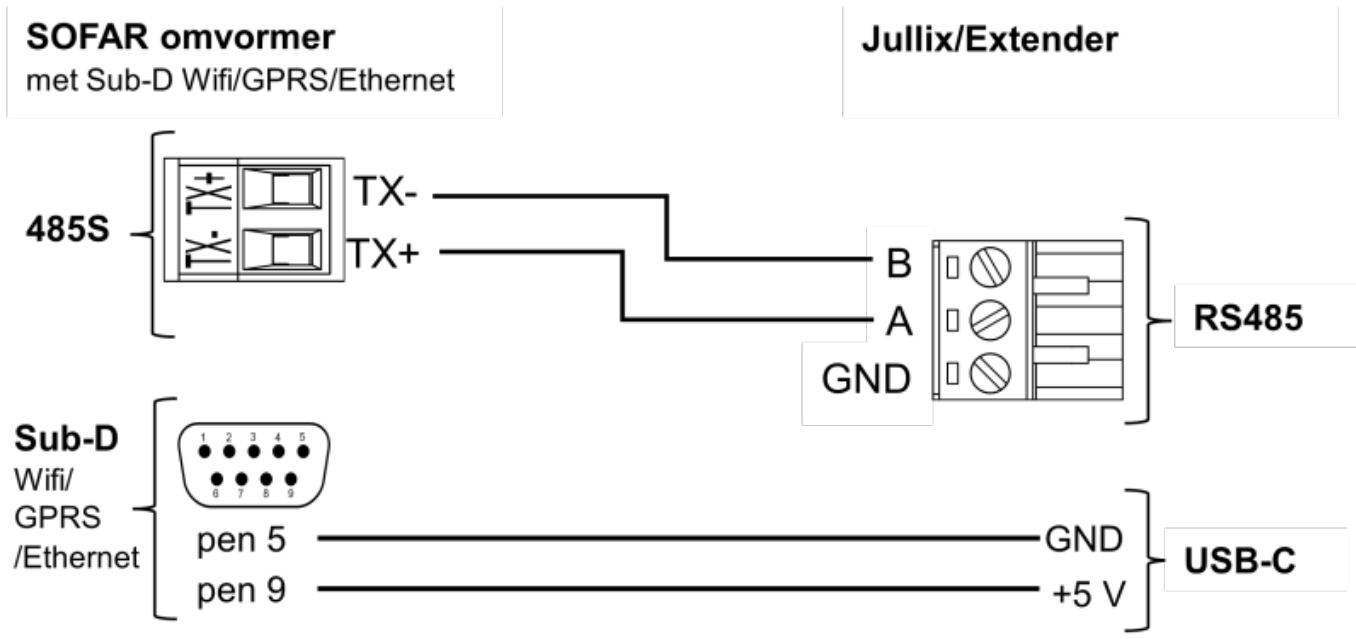 SOFAR omvormer
met Sub-D Wifi/GPRS/Ethernet
Jullix/Extender
485S
TX+
TX-
TX-
TX+
B
A
GND
RS485
Sub-D
Wifi/
GPRS
/Ethernet
1 2 3 4 5
6 7 8 9
pen 5
pen 9
GND
+5 V
USB-C